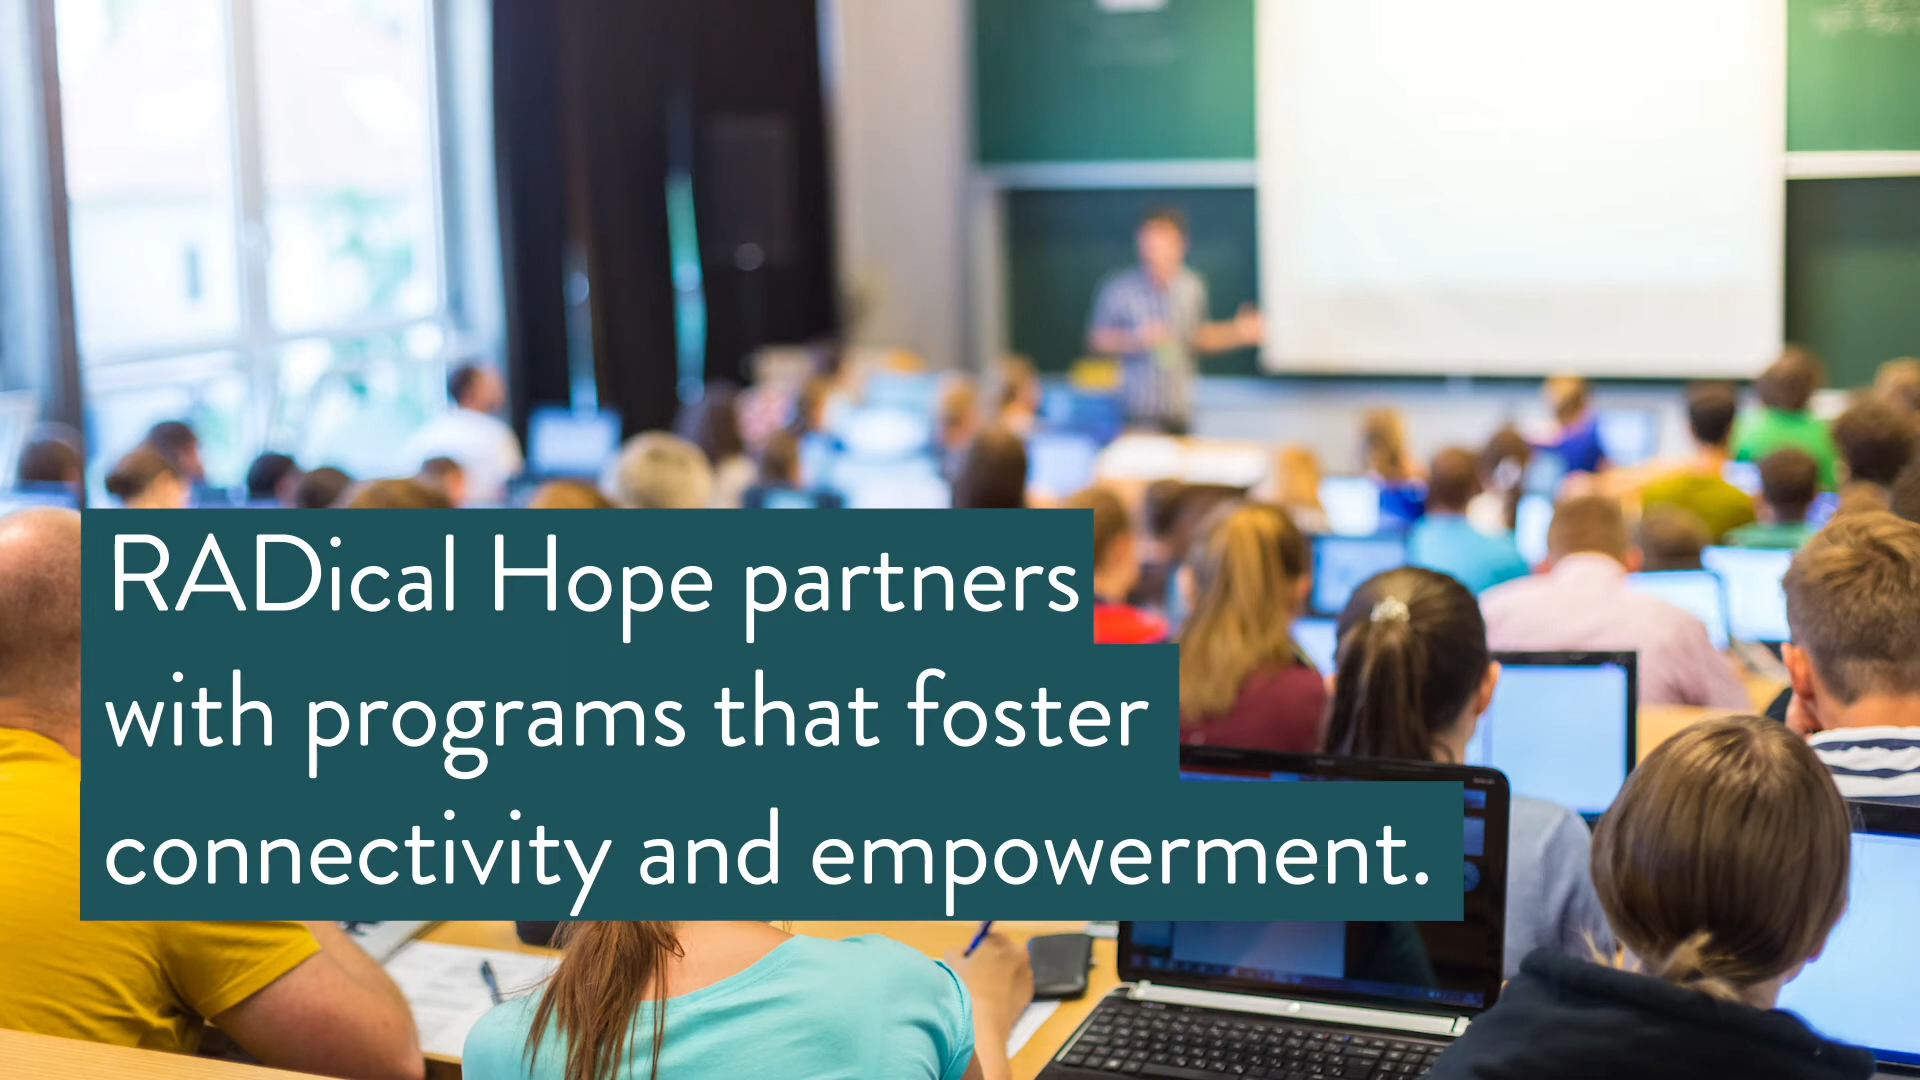 RADical Hope partners
with programs that foster
connectivity and empowerment.